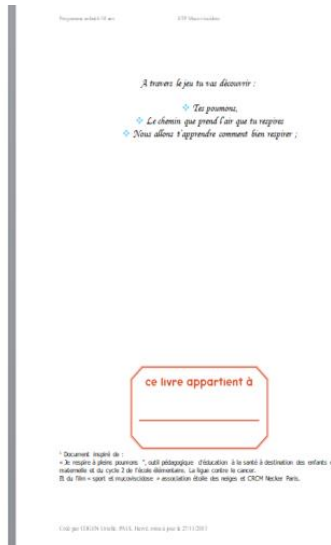 A travers le jeu tu vas découvrir :
Tes poumons,
Le chemin que prend l'air que tu respires
Nous allons t'apprendre comment bien respirer ;
ce livre appartient à
Document inspiré de :
« Je respire à pleins poumons ", outil pédagogique d'éducation à la santé à destination des enfants de
maternelle et du cycle 2 de l'école élémentaire. La ligue contre le cancer.
Et du film « sport et mucoviscidose » association étoile des neiges et CRCM Necker Paris.